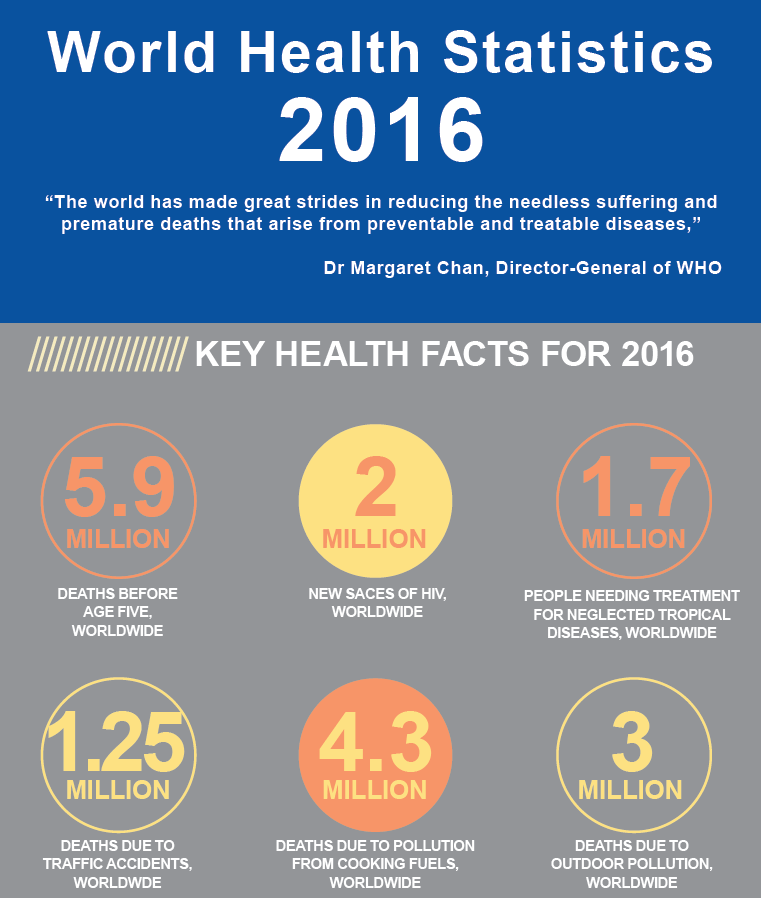 World Health Statistics
2016
“The world has made great strides in reducing the needless suffering and
premature deaths that arise from preventable and treatable diseases,”
Dr Margaret Chan, Director-General of WHO
KEY HEALTH FACTS FOR 2016
5.9
MILLION
DEATHS BEFORE
AGE FIVE,
WORLDWIDE
2
MILLION
NEW SACES OF HIV,
WORLDWIDE
1.7
MILLION
PEOPLE NEEDING TREATMENT
FOR NEGLECTED TROPICAL
DISEASES, WORLDWIDE
1.25
MILLION
DEATHS DUE TO
TRAFFIC ACCIDENTS,
WORLDWDE
4.3
MILLION
DEATHS DUE TO POLLUTION
FROM COOKING FUELS,
WORLDWIDE
3
MILLION
DEATHS DUE TO
OUTDOOR POLLUTION,
WORLDWIDE